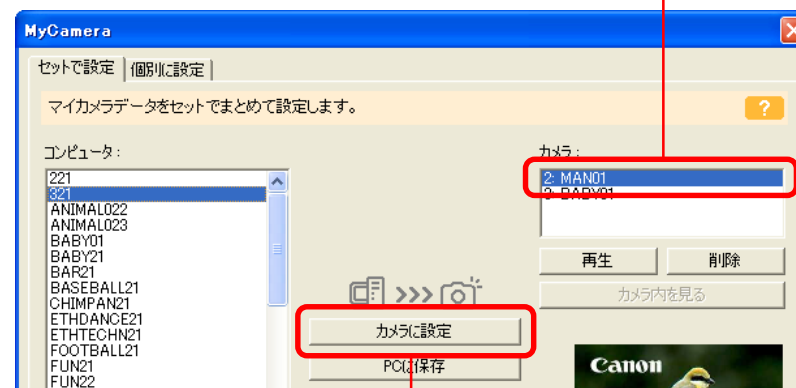 MyCamera
セットで設定
個別に設定
マイカメラデータをセットでまとめて設定します。
?
コンピュータ:
221
321
ANIMAL022
ANIMAL023
BABY01
BABY21
BAR21
BASEBALL21
CHIMPAN21
ETHDANCE21
ETHTECHN21
FOOTBALL21
FUN21
FUN22
>>>
カメラに設定
PCに保存
カメラ:
2: MAN01
3: BABY01
再生
削除
カメラ内を見る
Canon